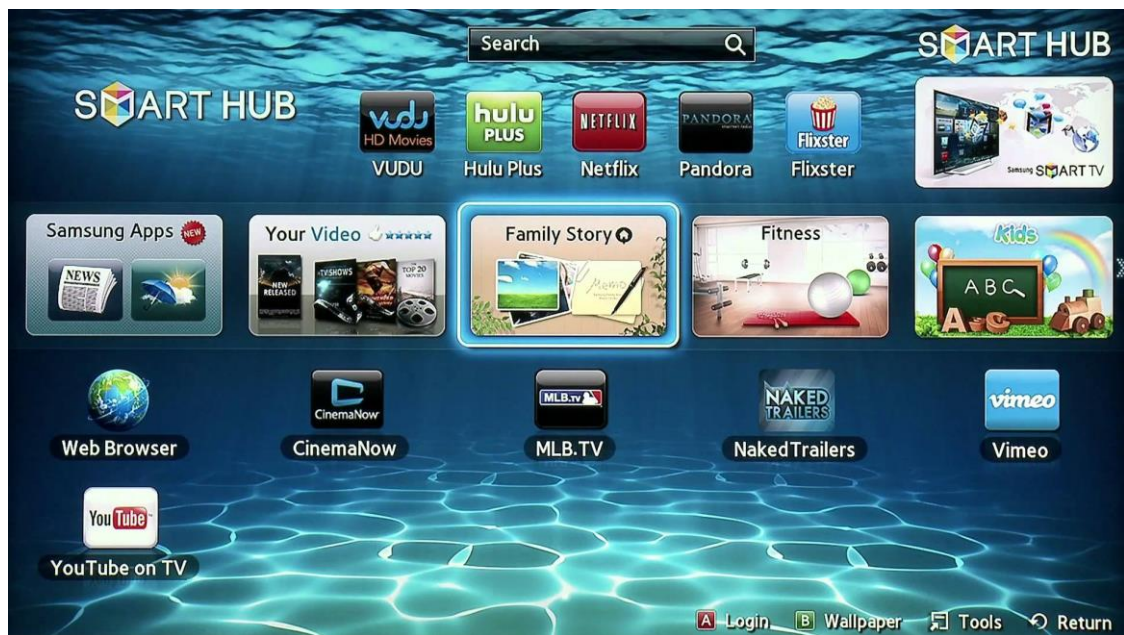 Search
SMART HUB
SMART HUB
VUDU
HD Movies
VUDU
hulu
PLUS
Hulu Plus
NETFLIX
Netflix
PANDORA
Pandora
Flixster
Flixster
SAMSUNG SMART TV
Samsung Apps NEW
NEWS
Your Video
NEW
RELEASED
TV SHOWS
TOP 20
MOVIES
Family Story
Memo
Fitness
Kids
ABC
A C
Web Browser
CinemaNow
CinemaNow
MLB.TV
MLB.TV
NAKED
TRAILERS
NakedTrailers
vimeo
Vimeo
You Tube
YouTube on TV
A Login B Wallpaper Tools Return